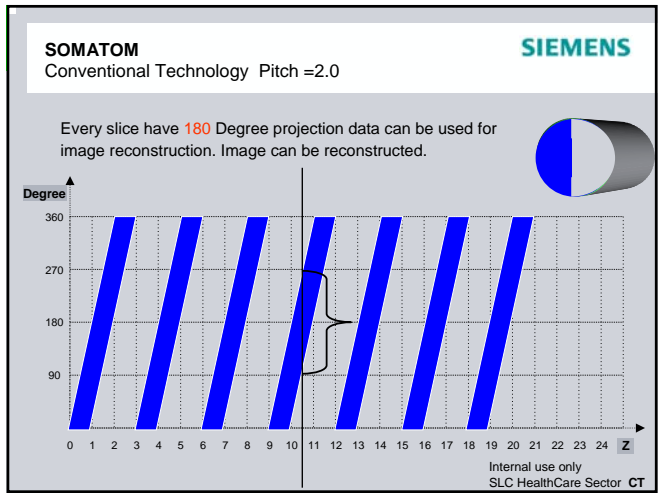 SOMATOM
SIEMENS
Conventional Technology Pitch =2.0
Every slice have 180 Degree projection data can be used for
image reconstruction. Image can be reconstructed.
Degree
360
270
180
90
0 1 2 3 4 5 6 7 8 9 10 11 12 13 14 15 16 17 18 19 20 21 22 23 24 Z
Internal use only
SLC HealthCare Sector CT